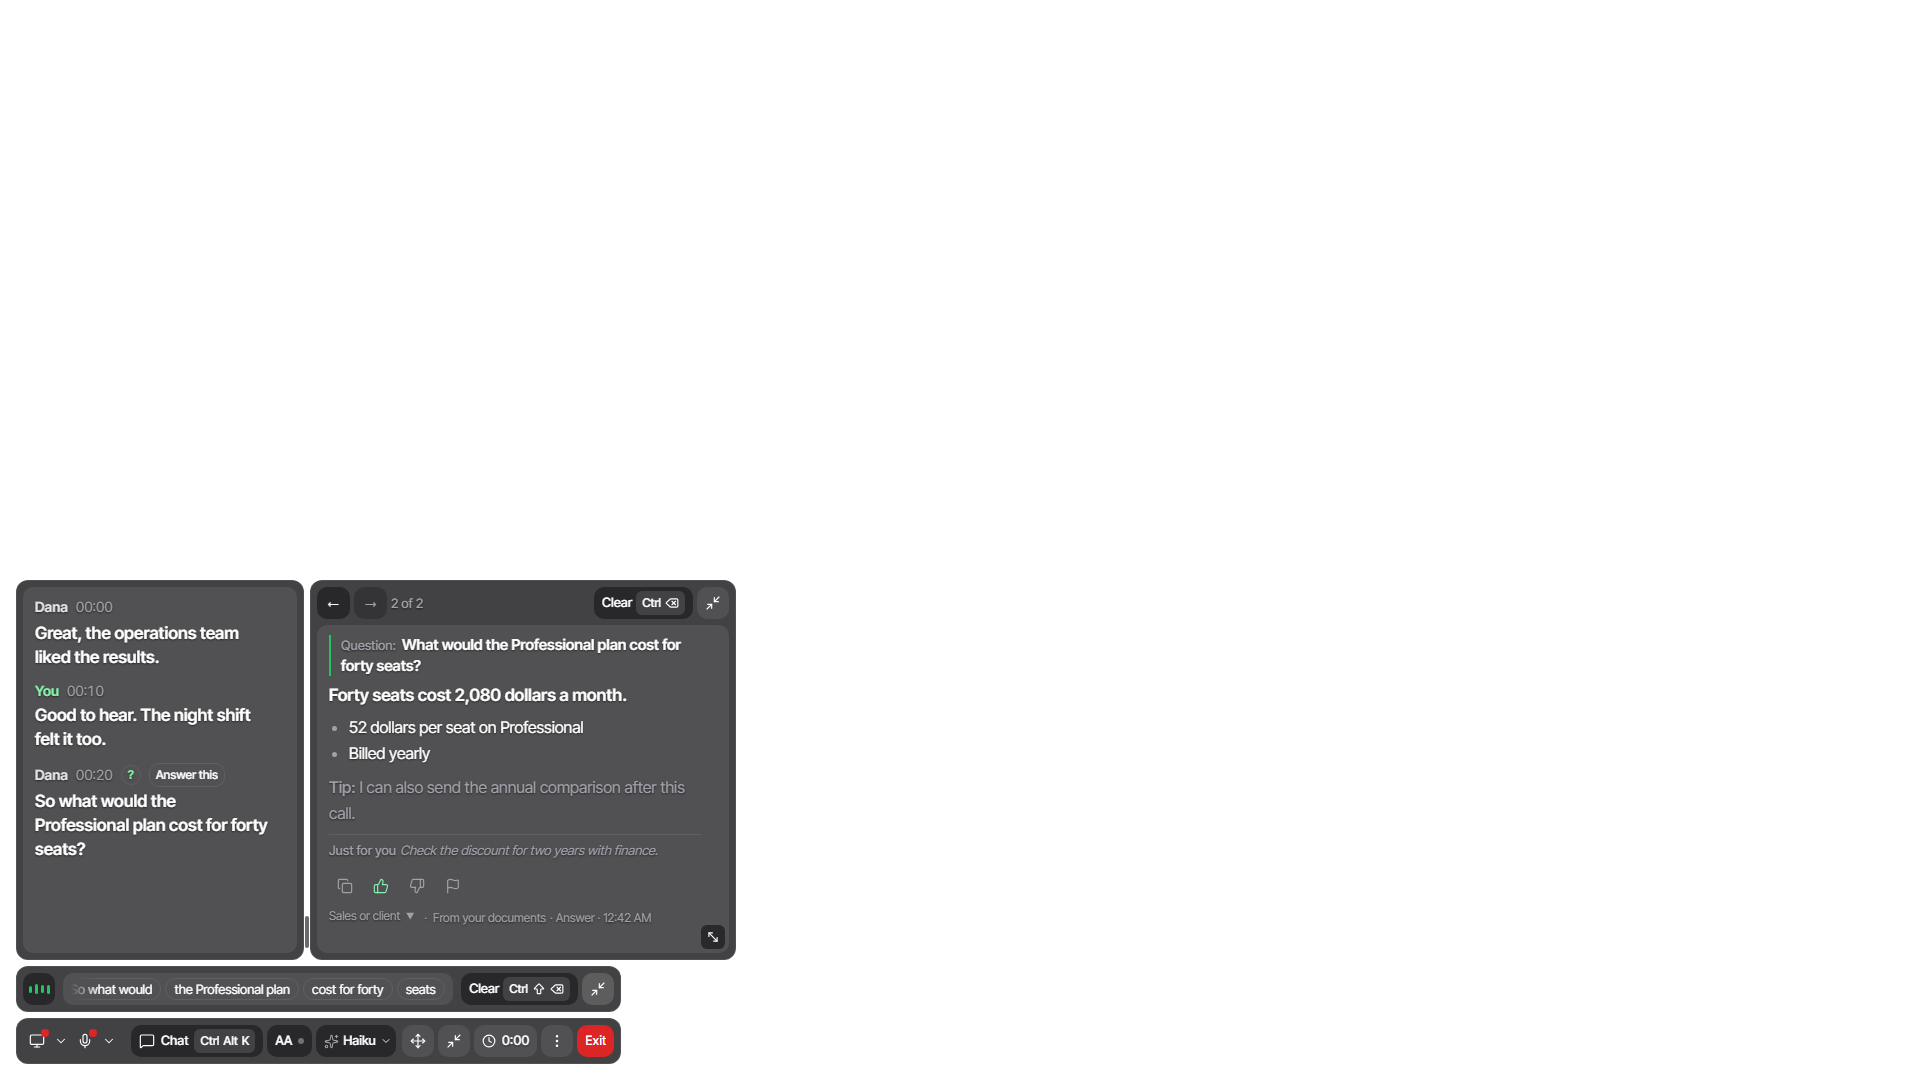 Dana 00:00
Great, the operations team
liked the results.
You 00:10
Good to hear. The night shift
felt it too.
Dana 00:20 ? Answer this
So what would the
Professional plan cost for forty
seats?
← → 2 of 2 Clear Ctrl
Question: What would the Professional plan cost for
forty seats?
Forty seats cost 2,080 dollars a month.
• 52 dollars per seat on Professional
• Billed yearly
Tip: I can also send the annual comparison after this
call.
Just for you Check the discount for two years with finance.
Sales or client ▼ · From your documents · Answer · 12:42 AM
So what would the Professional plan cost for forty seats Clear Ctrl
Chat Ctrl Alt K AA Haiku 0:00 Exit